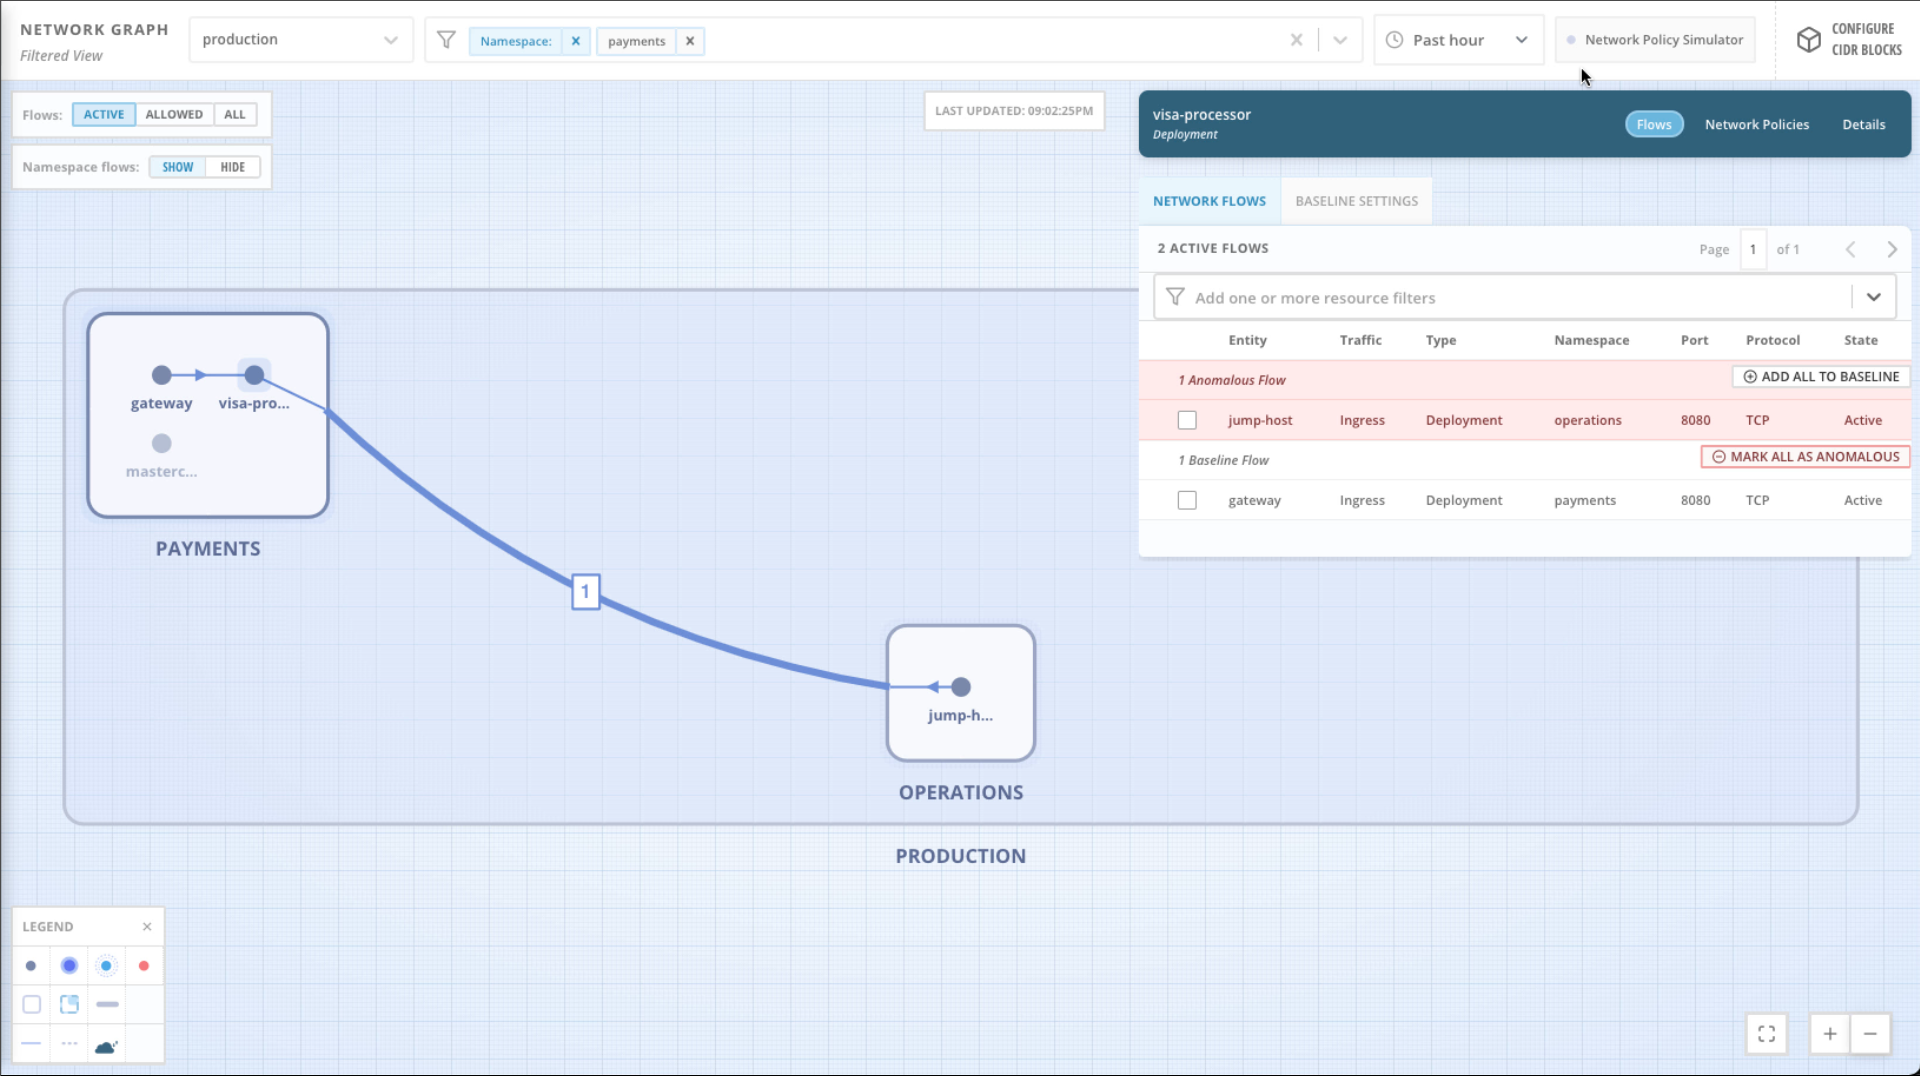 NETWORK GRAPH
Filtered View
production
Namespace:
payments
Past hour
Network Policy Simulator
CONFIGURE
CIDR BLOCKS
Flows:
ACTIVE
ALLOWED
ALL
Namespace flows:
SHOW
HIDE
LAST UPDATED: 09:02:25PM
visa-processor
Deployment
Flows
Network Policies
Details
NETWORK FLOWS
BASELINE SETTINGS
2 ACTIVE FLOWS
Page 1 of 1
Add one or more resource filters
Entity Traffic Type Namespace Port Protocol State
1 Anomalous Flow
ADD ALL TO BASELINE
jump-host Ingress Deployment operations 8080 TCP Active
1 Baseline Flow
MARK ALL AS ANOMALOUS
gateway Ingress Deployment payments 8080 TCP Active
gateway
visa-pro...
masterc...
PAYMENTS
1
jump-h...
OPERATIONS
PRODUCTION
LEGEND